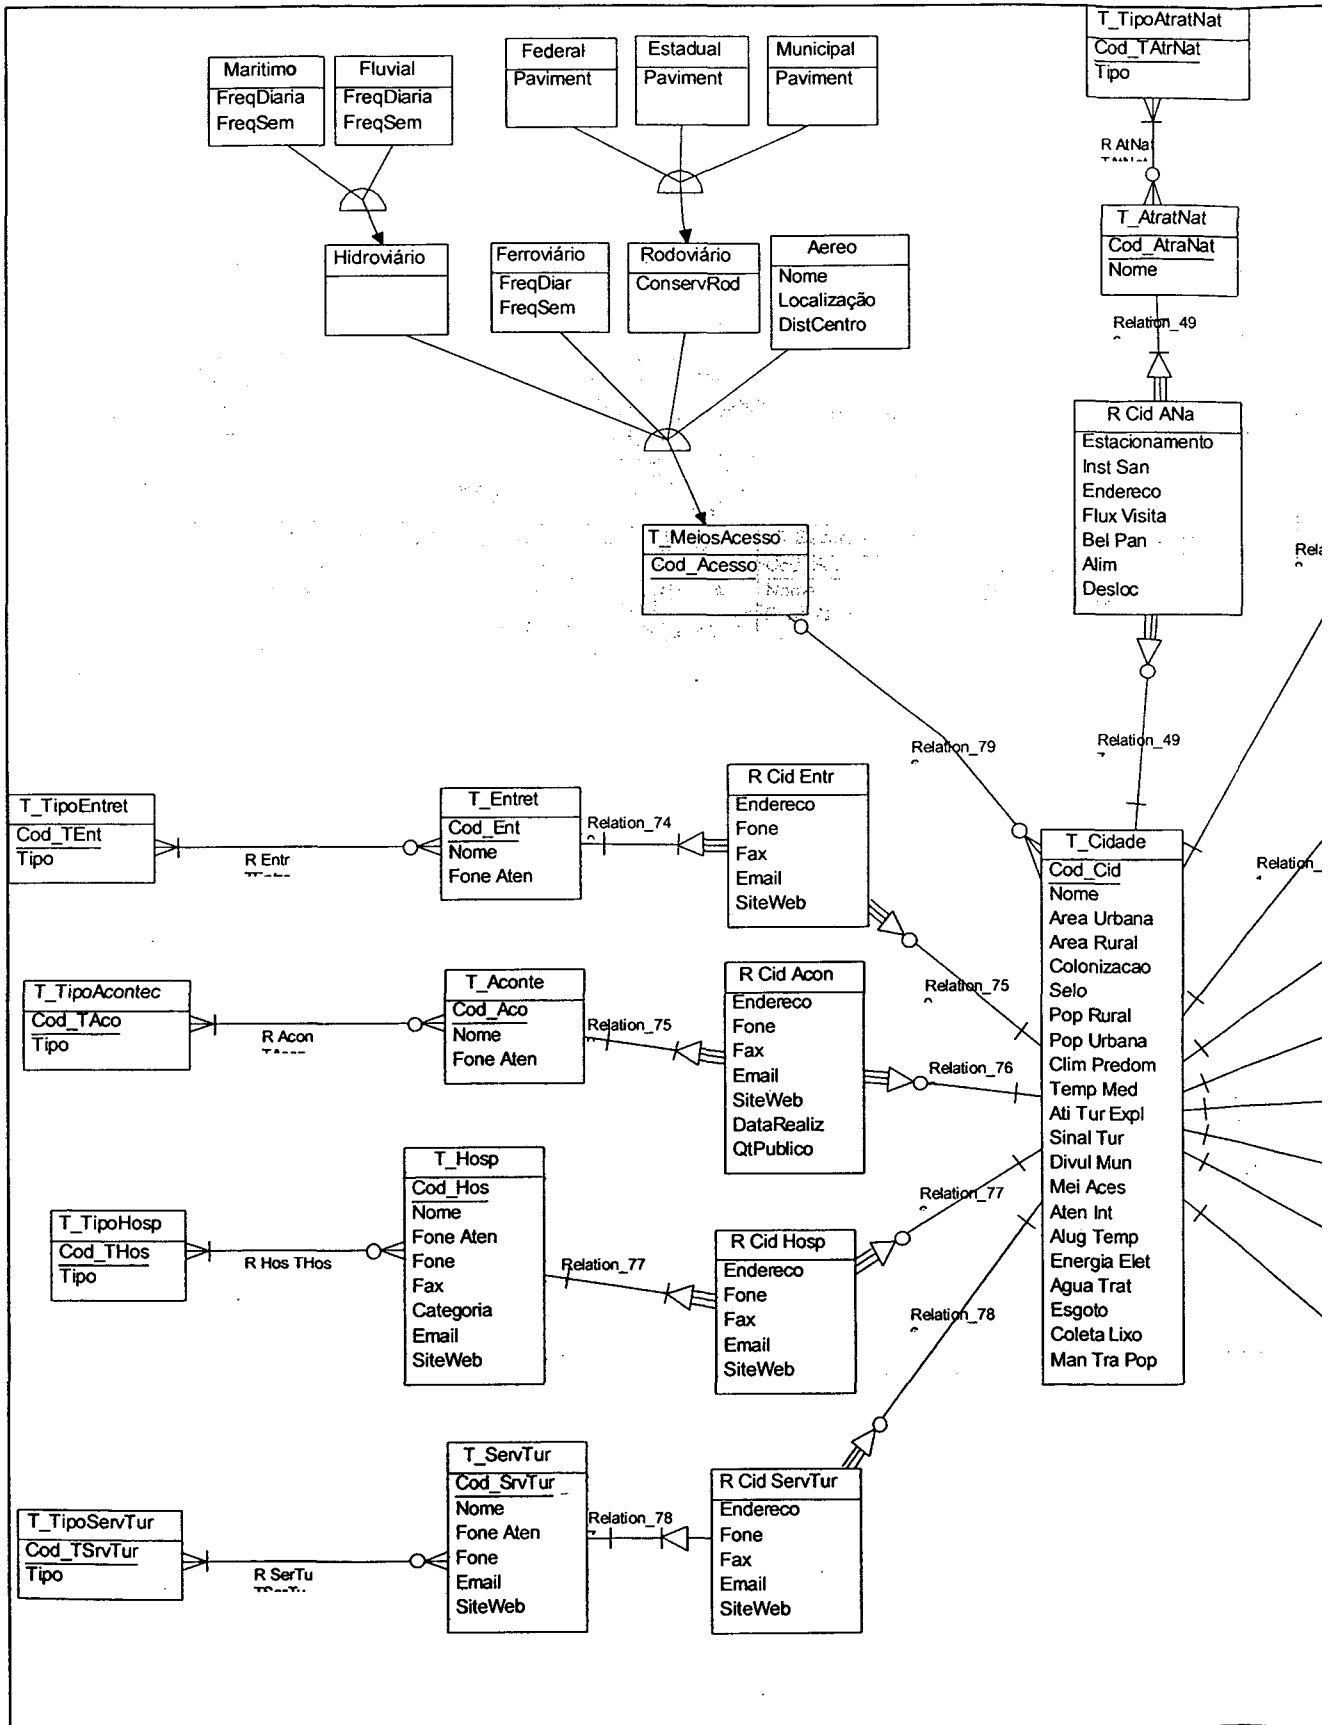 T_TipoAtratNat
Cod_TAtrNat
Tipo
Federal
Paviment
Estadual
Paviment
Municipal
Paviment
Maritimo
FreqDiaria
FreqSem
Fluvial
FreqDiaria
FreqSem
R AtNa
T_AtratNat
Cod_AtraNat
Nome
Hidroviário
Ferroviário
FreqDiar
FreqSem
Rodoviário
ConservRod
Aereo
Nome
Localização
DistCentro
Relation_49
R Cid ANa
Estacionamento
Inst San
Endereco
Flux Visita
Bel Pan
Alim
Desloc
T_MeiosAcesso
Cod_Acesso
Rela
Relation_79
Relation_49
T_TipoEntret
Cod_TEnt
Tipo
R Entr
T_Entret
Cod_Ent
Nome
Fone Aten
Relation_74
R Cid Entr
Endereco
Fone
Fax
Email
SiteWeb
Relation_75
T_Cidade
Cod_Cid
Nome
Area Urbana
Area Rural
Colonizacao
Selo
Pop Rural
Pop Urbana
Clim Predom
Temp Med
Ati Tur Expl
Sinal Tur
Divul Mun
Mei Aces
Aten Int
Alug Temp
Energia Elet
Agua Trat
Esgoto
Coleta Lixo
Man Tra Pop
Relation_
T_TipoAcontec
Cod_TAco
Tipo
R Acon
T_Aconte
Cod_Aco
Nome
Fone Aten
Relation_75
R Cid Acon
Endereco
Fone
Fax
Email
SiteWeb
DataRealiz
QtPublico
Relation_76
T_TipoHosp
Cod_THos
Tipo
R Hos THos
T_Hosp
Cod_Hos
Nome
Fone Aten
Fone
Fax
Categoria
Email
SiteWeb
Relation_77
R Cid Hosp
Endereco
Fone
Fax
Email
SiteWeb
Relation_77
Relation_78
T_TipoServTur
Cod_TSrvTur
Tipo
R SerTu
T_ServTur
Cod_SrvTur
Nome
Fone Aten
Fone
Email
SiteWeb
Relation_78
R Cid ServTur
Endereco
Fone
Fax
Email
SiteWeb